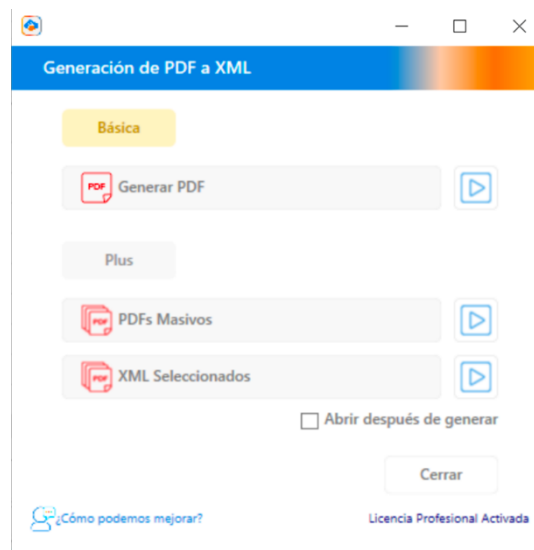 Generación de PDF a XML
Básica
PDF Generar PDF
Plus
PDF PDFs Masivos
PDF XML Seleccionados
Abrir después de generar
Cerrar
¿Cómo podemos mejorar? Licencia Profesional Activada